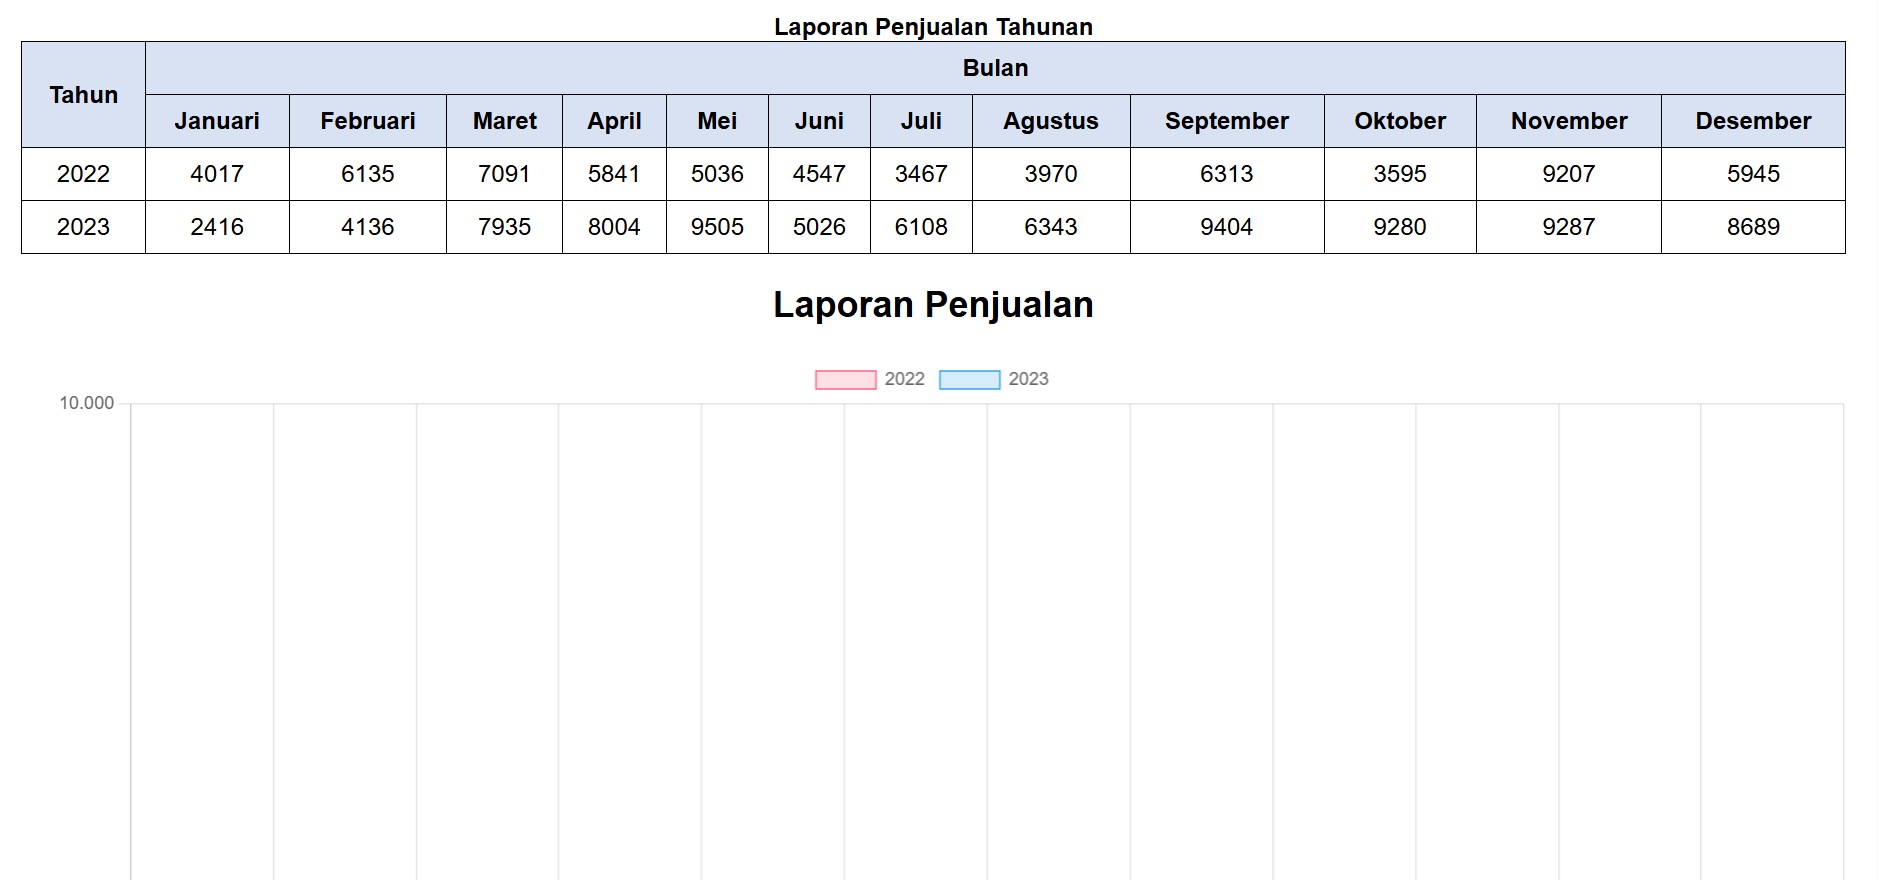 Laporan Penjualan Tahunan
Tahun Bulan
Januari Februari Maret April Mei Juni Juli Agustus September Oktober November Desember
2022 4017 6135 7091 5841 5036 4547 3467 3970 6313 3595 9207 5945
2023 2416 4136 7935 8004 9505 5026 6108 6343 9404 9280 9287 8689
Laporan Penjualan
2022 2023
10.000